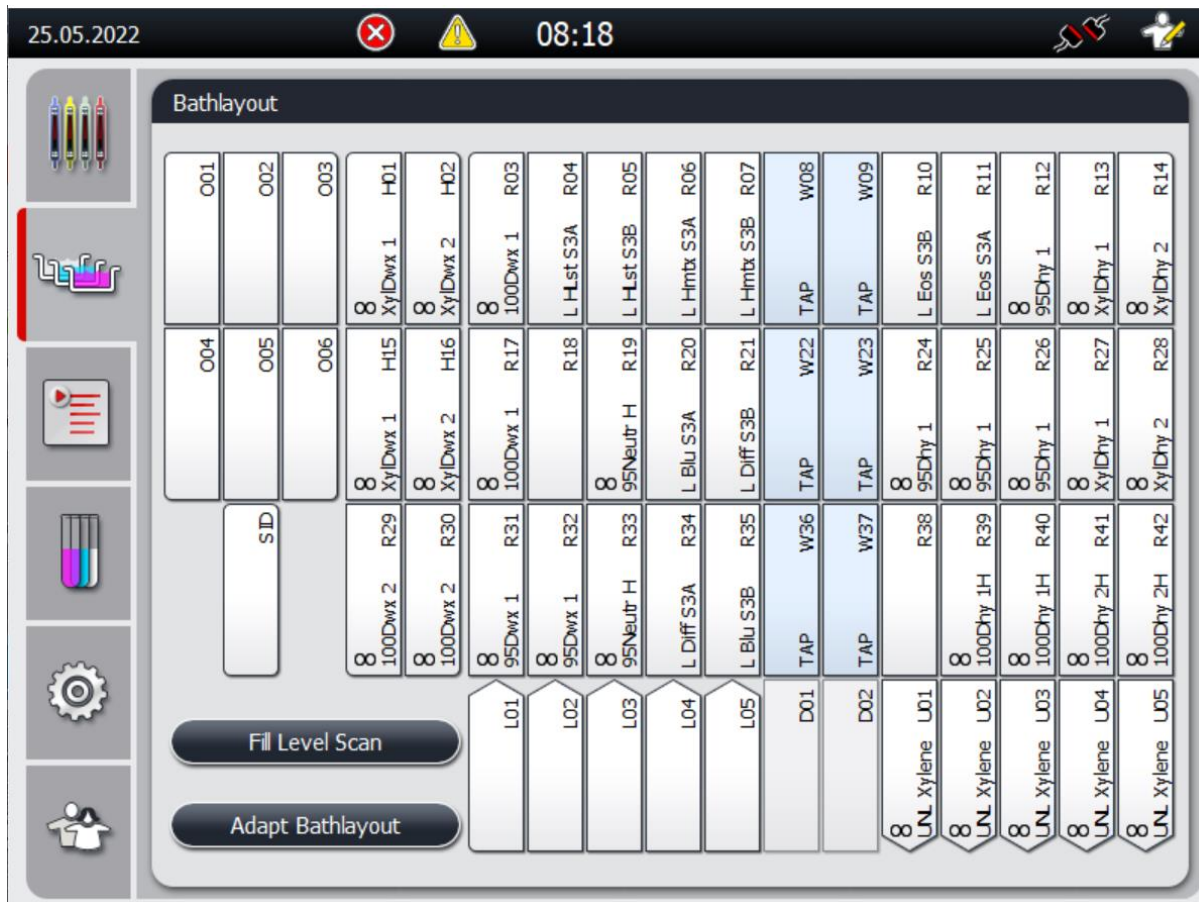 25.05.2022
08:18
Bathlayout
O01
O02
O03
H01 XylDwx 1 ∞
H02 XylDwx 2 ∞
R03 100Dwx 1 ∞
R04 L HLst S3A
R05 L HLst S3B
R06 L Hmtx S3A
R07 L Hmtx S3B
W08 TAP
W09 TAP
R10 L Eos S3B
R11 L Eos S3A
R12 95Dhy 1 ∞
R13 XylDhy 1 ∞
R14 XylDhy 2 ∞
O04
O05
O06
H15 XylDwx 1 ∞
H16 XylDwx 2 ∞
R17 100Dwx 1 ∞
R18
R19 95Neutr H ∞
R20 L Blu S3A
R21 L Diff S3B
W22 TAP
W23 TAP
R24 95Dhy 1 ∞
R25 95Dhy 1 ∞
R26 95Dhy 1 ∞
R27 XylDhy 1 ∞
R28 XylDhy 2 ∞
SID
R29 100Dwx 2 ∞
R30 100Dwx 2 ∞
R31 95Dwx 1 ∞
R32 95Dwx 1 ∞
R33 95Neutr H ∞
R34 L Diff S3A
R35 L Blu S3B
W36 TAP
W37 TAP
R38
R39 100Dhy 1H ∞
R40 100Dhy 1H ∞
R41 100Dhy 2H ∞
R42 100Dhy 2H ∞
L01
L02
L03
L04
L05
D01
D02
U01 UNL Xylene ∞
U02 UNL Xylene ∞
U03 UNL Xylene ∞
U04 UNL Xylene ∞
U05 UNL Xylene ∞
Fill Level Scan
Adapt Bathlayout